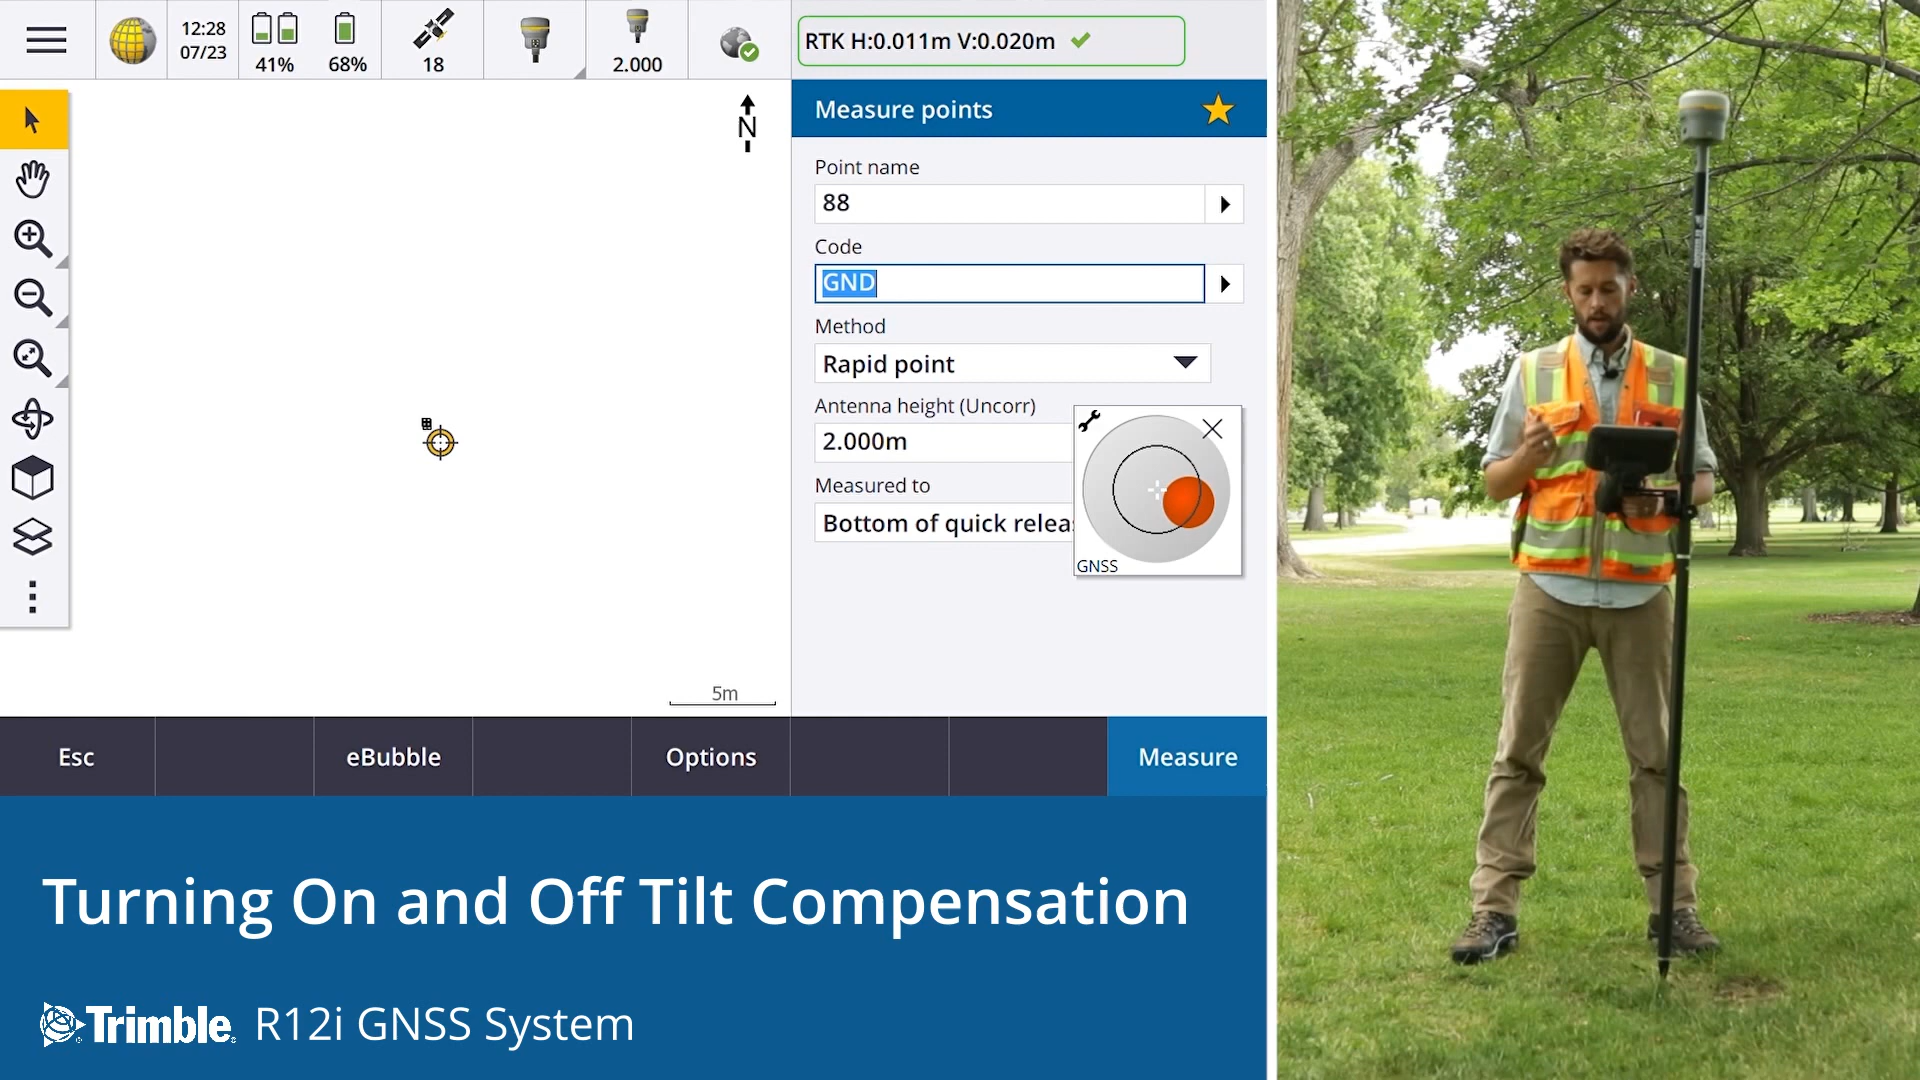 12:28
07/23
41%
68%
18
2.000
RTK H:0.011m V:0.020m
N
Measure points
Point name
88
Code
GND
Method
Rapid point
Antenna height (Uncorr)
2.000m
Measured to
Bottom of quick relea
GNSS
5m
Esc
eBubble
Options
Measure
Turning On and Off Tilt Compensation
Trimble R12i GNSS System